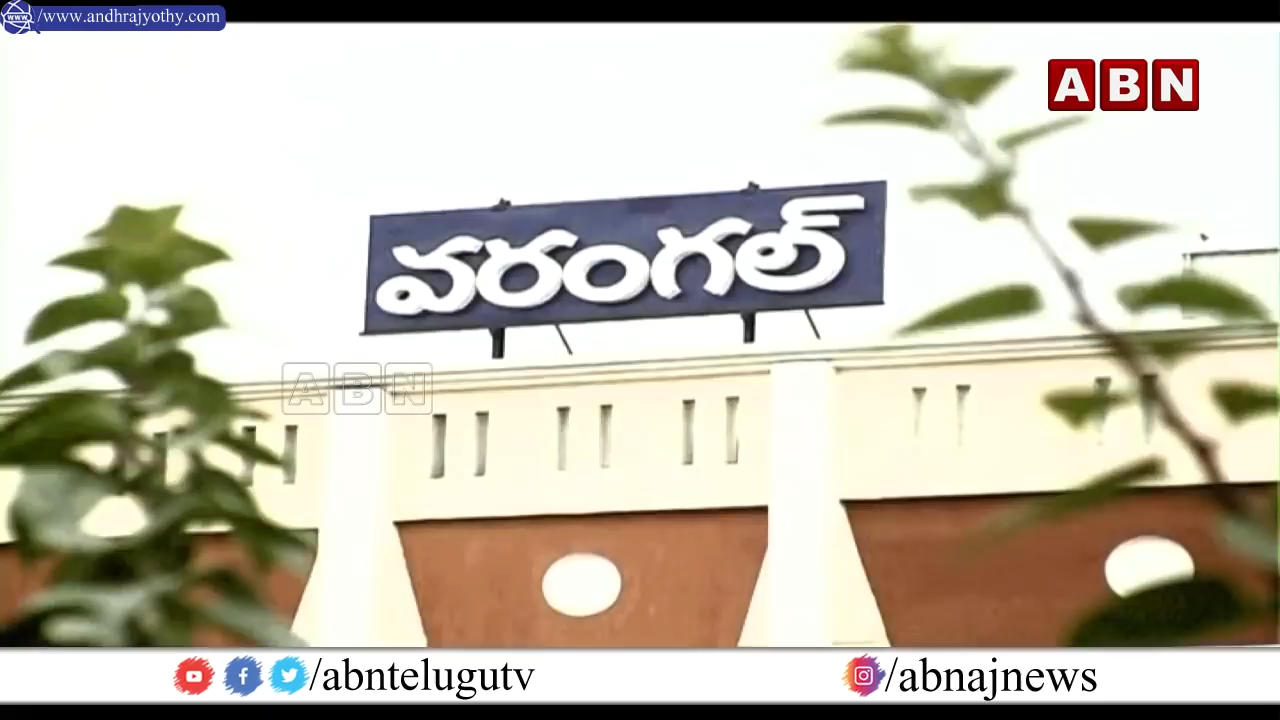 /www.andhrajyothy.com
ABN
వరంగల్
ABN
/abntelugutv
/abnajnews